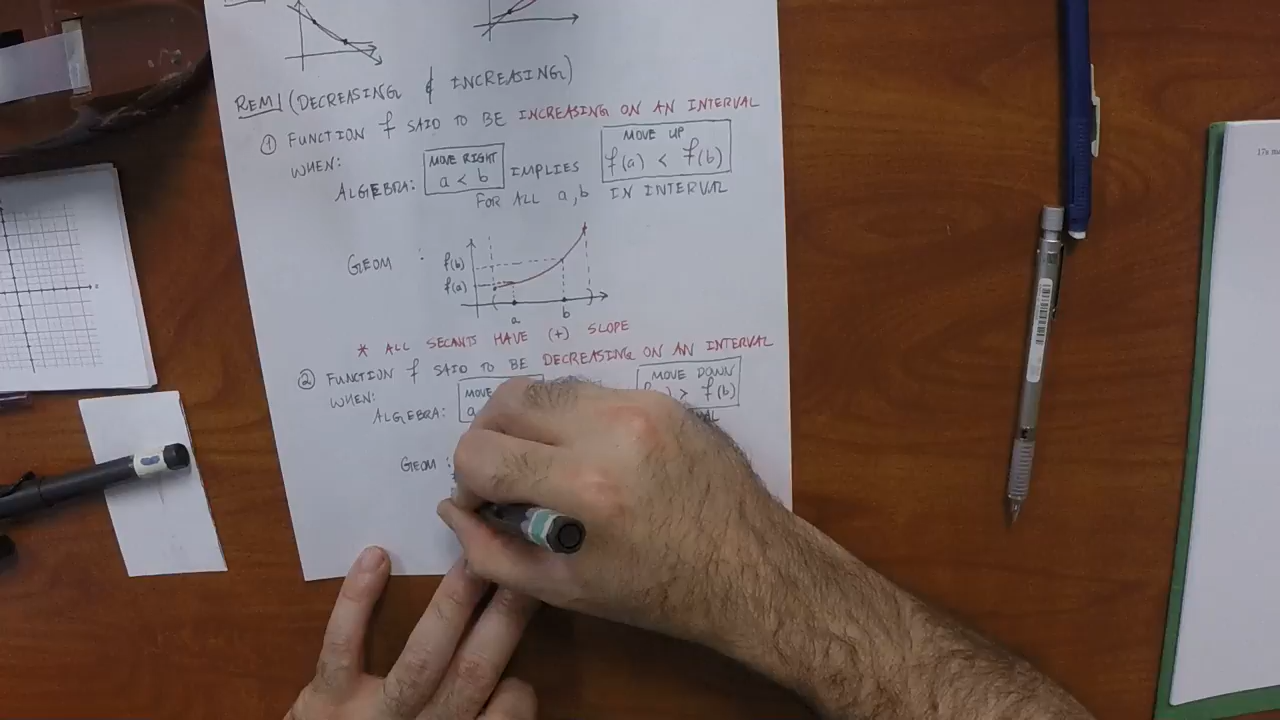 REM1 (DECREASING & INCREASING)
① FUNCTION f SAID TO BE INCREASING ON AN INTERVAL
WHEN:
MOVE RIGHT
MOVE UP
ALGEBRA: a < b IMPLIES f(a) < f(b)
FOR ALL a, b IN INTERVAL
GEOM :
f(b)
f(a)
a b
* ALL SECANTS HAVE (+) SLOPE
② FUNCTION f SAID TO BE DECREASING ON AN INTERVAL
WHEN:
MOVE
MOVE DOWN
ALGEBRA: a > f(b)
GEOM :